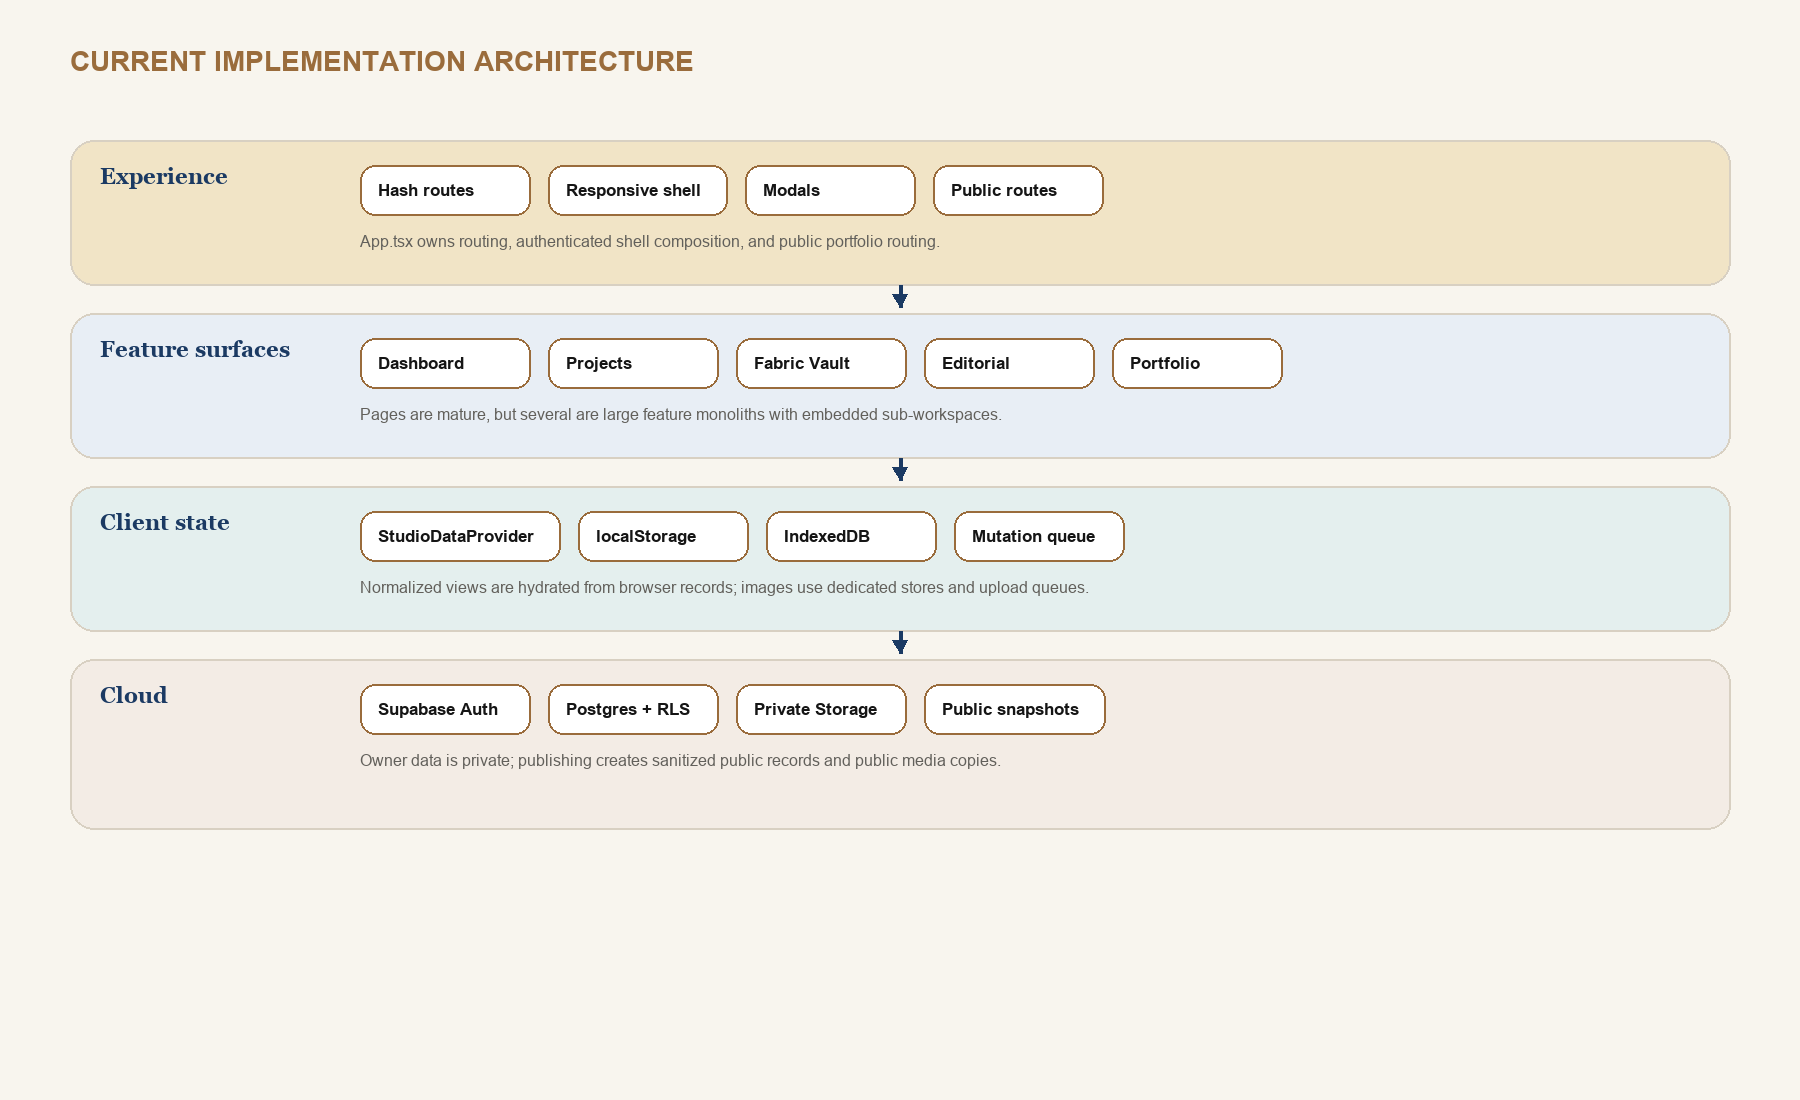 CURRENT IMPLEMENTATION ARCHITECTURE
Experience
Hash routes
Responsive shell
Modals
Public routes
App.tsx owns routing, authenticated shell composition, and public portfolio routing.
Feature surfaces
Dashboard
Projects
Fabric Vault
Editorial
Portfolio
Pages are mature, but several are large feature monoliths with embedded sub-workspaces.
Client state
StudioDataProvider
localStorage
IndexedDB
Mutation queue
Normalized views are hydrated from browser records; images use dedicated stores and upload queues.
Cloud
Supabase Auth
Postgres + RLS
Private Storage
Public snapshots
Owner data is private; publishing creates sanitized public records and public media copies.